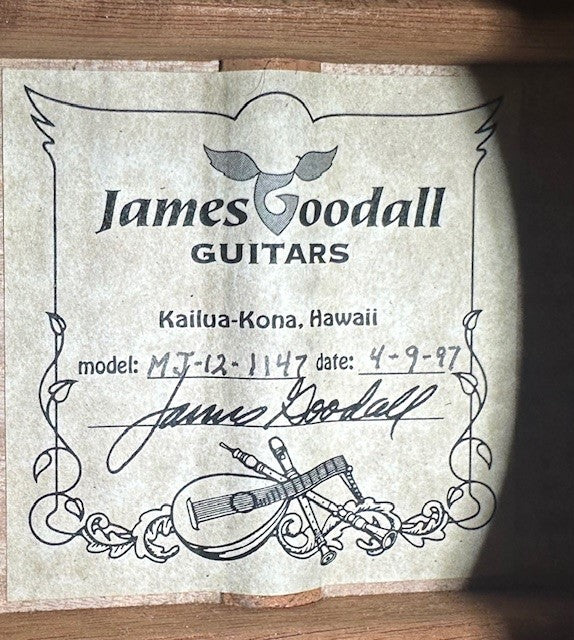 James Goodall
GUITARS
Kailua-Kona, Hawaii
model: MJ-12-1147 date: 4-9-97
James Goodall